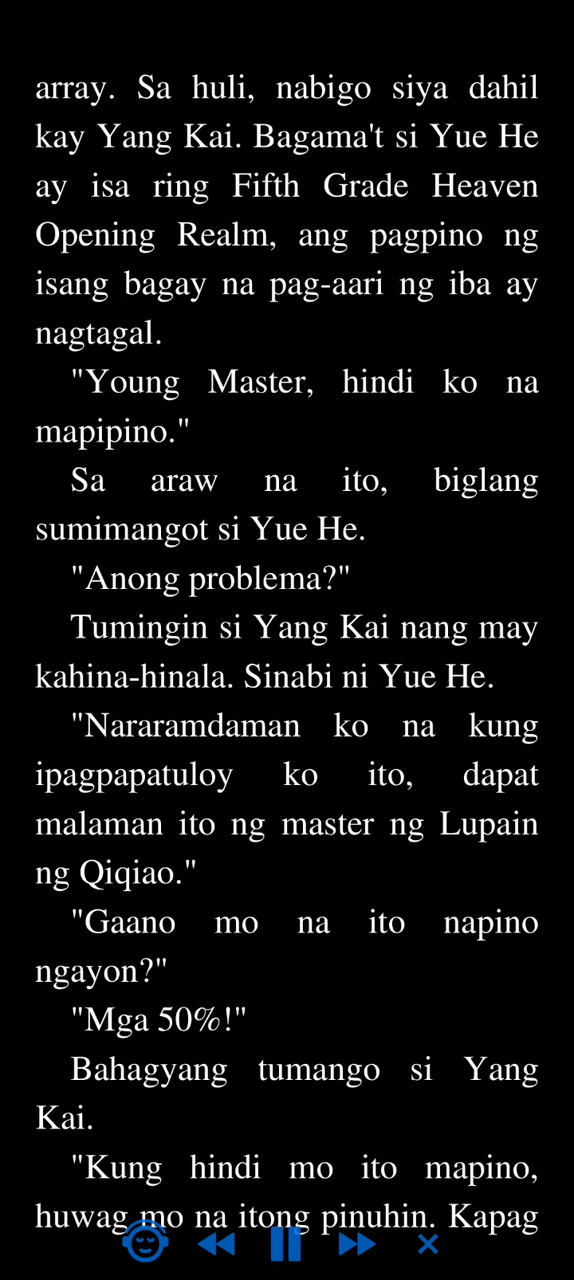 array. Sa huli, nabigo siya dahil
kay Yang Kai. Bagama't si Yue He
ay isa ring Fifth Grade Heaven
Opening Realm, ang pagpino ng
isang bagay na pag-aari ng iba ay
nagtagal.
"Young Master, hindi ko na
mapipino."
Sa araw na ito, biglang
sumimangot si Yue He.
"Anong problema?"
Tumingin si Yang Kai nang may
kahina-hinala. Sinabi ni Yue He.
"Nararamdaman ko na kung
ipagpapatuloy ko ito, dapat
malaman ito ng master ng Lupain
ng Qiqiao."
"Gaano mo na ito napino
ngayon?"
"Mga 50%!"
Bahagyang tumango si Yang
Kai.
"Kung hindi mo ito mapino,
huwag mo na itong pinuhin. Kapag